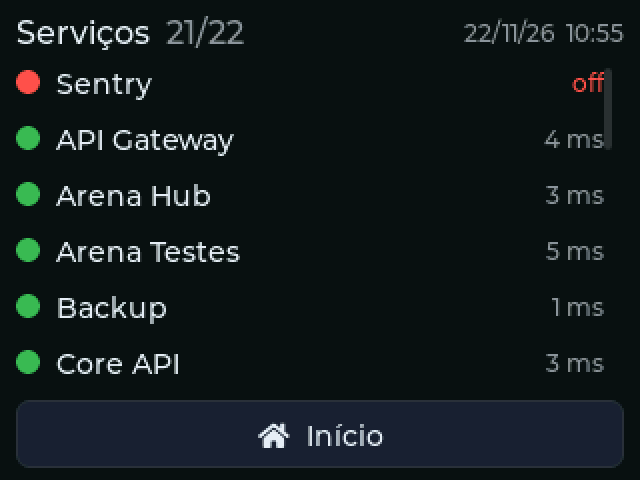 Serviços 21/22 22/11/26 10:55
Sentry off
API Gateway 4 ms
Arena Hub 3 ms
Arena Testes 5 ms
Backup 1 ms
Core API 3 ms
Início